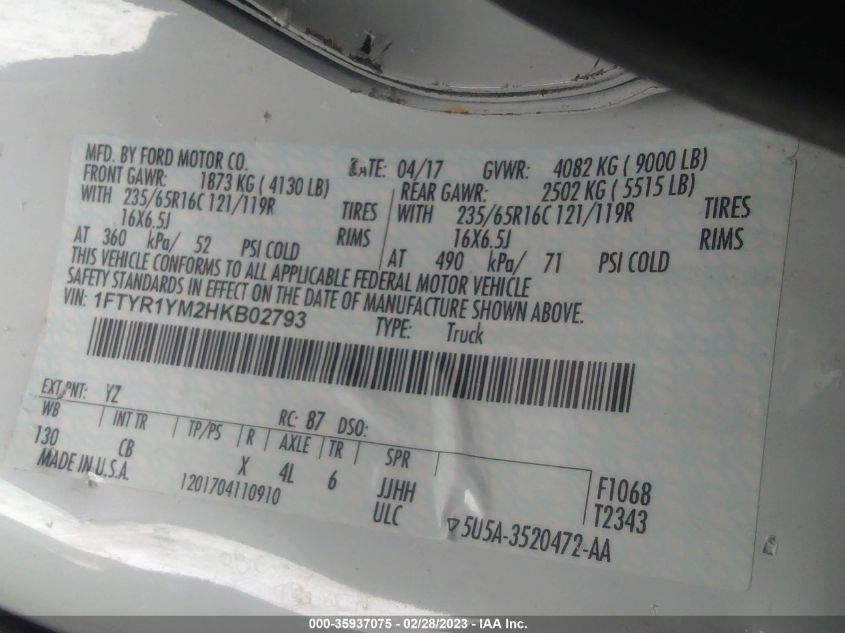 MFD. BY FORD MOTOR CO. DATE: 04/17 GVWR: 4082 KG ( 9000 LB)
FRONT GAWR: 1873 KG ( 4130 LB) REAR GAWR: 2502 KG ( 5515 LB)
WITH 235/65R16C 121/119R TIRES WITH 235/65R16C 121/119R TIRES
16X6.5J RIMS 16X6.5J RIMS
AT 360 kPa/ 52 PSI COLD AT 490 kPa/ 71 PSI COLD
THIS VEHICLE CONFORMS TO ALL APPLICABLE FEDERAL MOTOR VEHICLE
SAFETY STANDARDS IN EFFECT ON THE DATE OF MANUFACTURE SHOWN ABOVE.
VIN: 1FTYR1YM2HKB02793 TYPE: Truck
EXT PNT: YZ RC: 87 DSO:
WB INT TR TP/PS R AXLE TR SPR
130 CB X 4L 6 JJHH F1068
MADE IN U.S.A. 1201704110910 ULC T2343
5U5A-3520472-AA
000-35937075 - 02/28/2023 - IAA Inc.